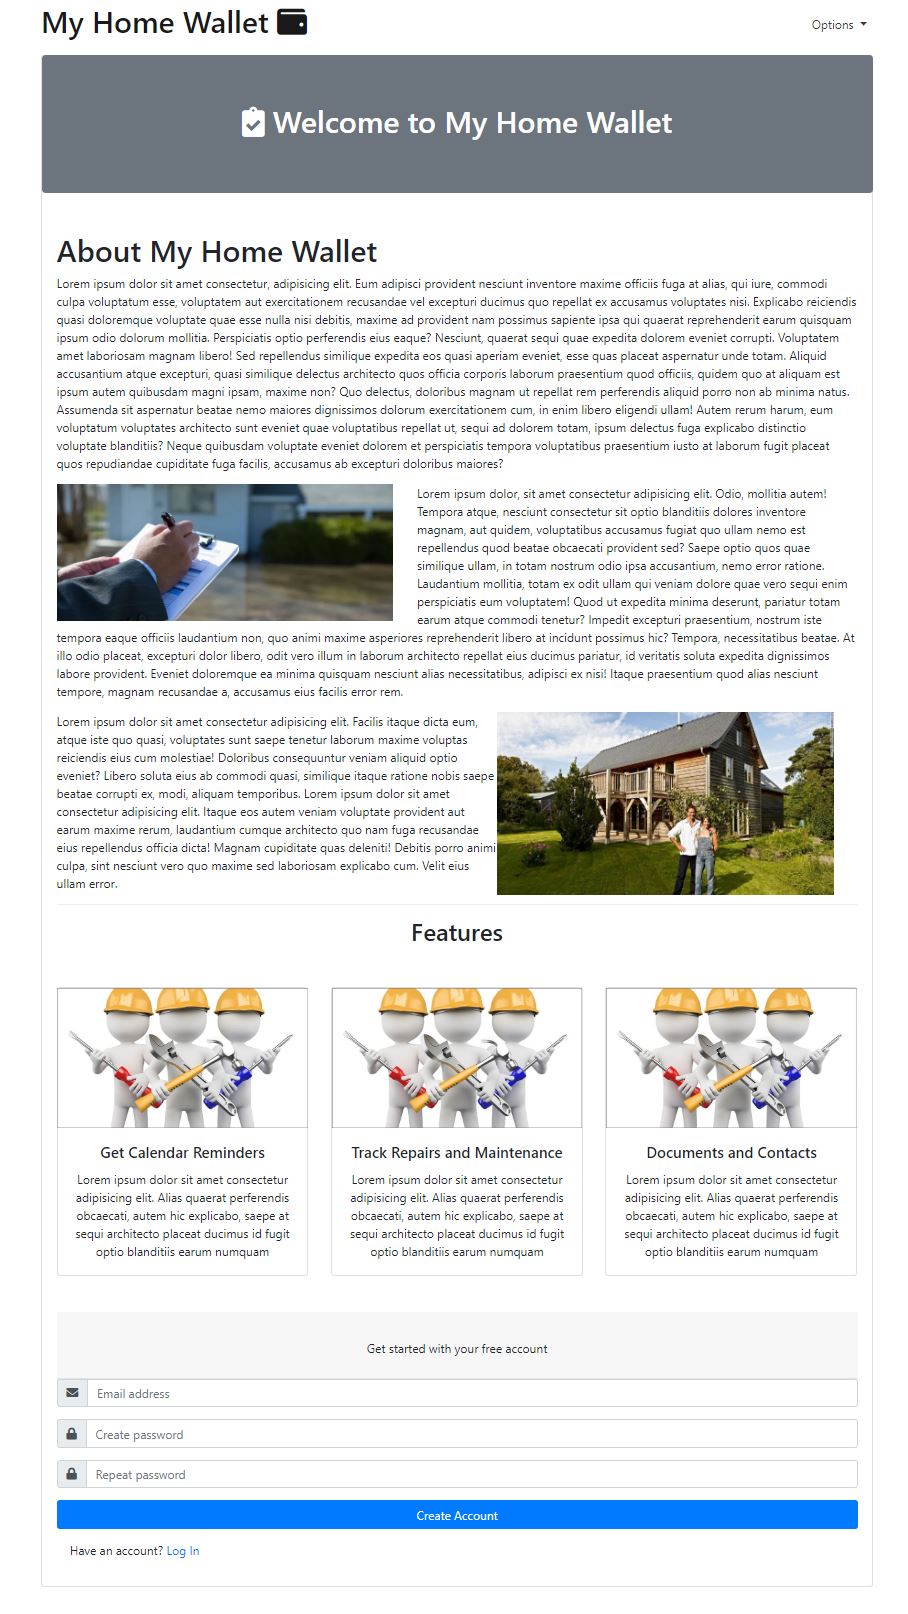 My Home Wallet
Options
Welcome to My Home Wallet
About My Home Wallet
Lorem ipsum dolor sit amet consectetur, adipisicing elit. Eum adipisci provident nesciunt inventore maxime officiis fuga at alias, qui iure, commodi
culpa voluptatum esse, voluptatem aut exercitationem recusandae vel excepturi ducimus quo repellat ex accusamus voluptates nisi. Explicabo reiciendis
quasi doloremque voluptate quae esse nulla nisi debitis, maxime ad provident nam possimus sapiente ipsa qui quaerat reprehenderit earum quisquam
ipsum odio dolorum mollitia. Perspiciatis optio perferendis eius eaque? Nesciunt, quaerat sequi quae expedita dolorem eveniet corrupti. Voluptatem
amet laboriosam magnam libero! Sed repellendus similique expedita eos quasi aperiam eveniet, esse quas placeat aspernatur unde totam. Aliquid
accusantium atque excepturi, quasi similique delectus architecto quos officia corporis laborum praesentium quod officiis, quidem quo at aliquam est
ipsum autem quibusdam magni ipsam, maxime non? Quo delectus, doloribus magnam ut repellat rem perferendis aliquid porro non ab minima natus.
Assumenda sit aspernatur beatae nemo maiores dignissimos dolorum exercitationem cum, in enim libero eligendi ullam! Autem rerum harum, eum
voluptatum voluptates architecto sunt eveniet quae voluptatibus repellat ut, sequi ad dolorem totam, ipsum delectus fuga explicabo distinctio
voluptate blanditiis? Neque quibusdam voluptate eveniet dolorem et perspiciatis tempora voluptatibus praesentium iusto at laborum fugit placeat
quos repudiandae cupiditate fuga facilis, accusamus ab excepturi doloribus maiores?
Lorem ipsum dolor, sit amet consectetur adipisicing elit. Odio, mollitia autem!
Tempora atque, nesciunt consectetur sit optio blanditiis dolores inventore
magnam, aut quidem, voluptatibus accusamus fugiat quo ullam nemo est
repellendus quod beatae obcaecati provident sed? Saepe optio quos quae
similique ullam, in totam nostrum odio ipsa accusantium, nemo error ratione.
Laudantium mollitia, totam ex odit ullam qui veniam dolore quae vero sequi enim
perspiciatis eum voluptatem! Quod ut expedita minima deserunt, pariatur totam
earum atque commodi tenetur? Impedit excepturi praesentium, nostrum iste
tempora eaque officiis laudantium non, quo animi maxime asperiores reprehenderit libero at incidunt possimus hic? Tempora, necessitatibus beatae. At
illo odio placeat, excepturi dolor libero, odit vero illum in laborum architecto repellat eius ducimus pariatur, id veritatis soluta expedita dignissimos
labore provident. Eveniet doloremque ea minima quisquam nesciunt alias necessitatibus, adipisci ex nisi! Itaque praesentium quod alias nesciunt
tempore, magnam recusandae a, accusamus eius facilis error rem.
Lorem ipsum dolor sit amet consectetur adipisicing elit. Facilis itaque dicta eum,
atque iste quo quasi, voluptates sunt saepe tenetur laborum maxime voluptas
reiciendis eius cum molestiae! Doloribus consequuntur veniam aliquid optio
eveniet? Libero soluta eius ab commodi quasi, similique itaque ratione nobis saepe
beatae corrupti ex, modi, aliquam temporibus. Lorem ipsum dolor sit amet
consectetur adipisicing elit. Itaque eos autem veniam voluptate provident aut
earum maxime rerum, laudantium cumque architecto quo nam fuga recusandae
eius repellendus officia dicta! Magnam cupiditate quas deleniti! Debitis porro animi
culpa, sint nesciunt vero quo maxime sed laboriosam explicabo cum. Velit eius
ullam error.
Features
Get Calendar Reminders
Lorem ipsum dolor sit amet consectetur
adipisicing elit. Alias quaerat perferendis
obcaecati, autem hic explicabo, saepe at
sequi architecto placeat ducimus id fugit
optio blanditiis earum numquam
Track Repairs and Maintenance
Lorem ipsum dolor sit amet consectetur
adipisicing elit. Alias quaerat perferendis
obcaecati, autem hic explicabo, saepe at
sequi architecto placeat ducimus id fugit
optio blanditiis earum numquam
Documents and Contacts
Lorem ipsum dolor sit amet consectetur
adipisicing elit. Alias quaerat perferendis
obcaecati, autem hic explicabo, saepe at
sequi architecto placeat ducimus id fugit
optio blanditiis earum numquam
Get started with your free account
Email address
Create password
Repeat password
Create Account
Have an account? Log In